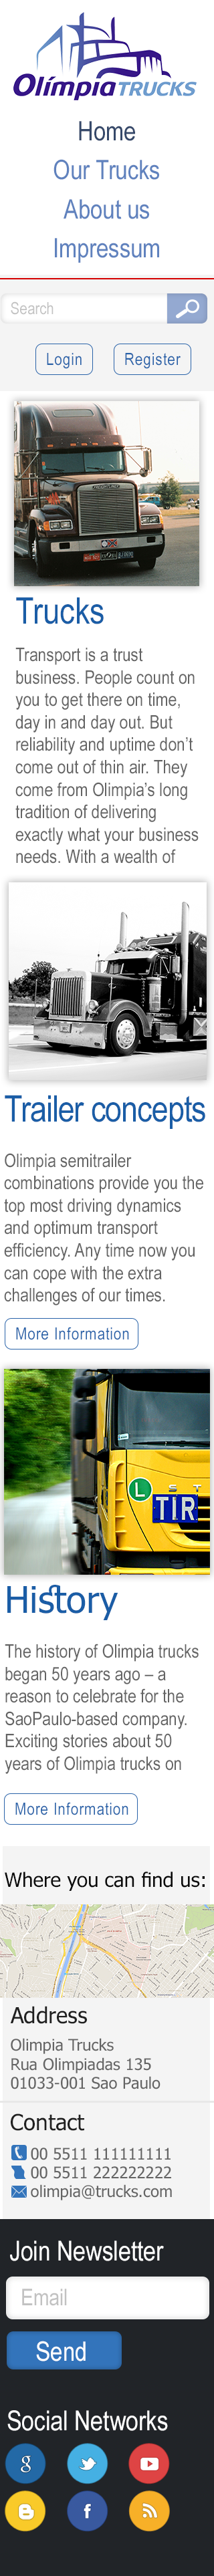 Olimpia TRUCKS
Home
Our Trucks
About us
Impressum
Search
Login Register
Trucks
Transport is a trust
business. People count on
you to get there on time,
day in and day out. But
reliability and uptime don't
come out of thin air. They
come from Olimpia's long
tradition of delivering
exactly what your business
needs. With a wealth of
Trailer concepts
Olimpia semitrailer
combinations provide you the
top most driving dynamics
and optimum transport
efficiency. Any time now you
can cope with the extra
challenges of our times.
More Information
L
TIR
History
The history of Olimpia trucks
began 50 years ago – a
reason to celebrate for the
SaoPaulo-based company.
Exciting stories about 50
years of Olimpia trucks on
More Information
Where you can find us:
Address
Olimpia Trucks
Rua Olimpiadas 135
01033-001 Sao Paulo
Contact
00 5511 111111111
00 5511 222222222
olimpia@trucks.com
Join Newsletter
Email
Send
Social Networks